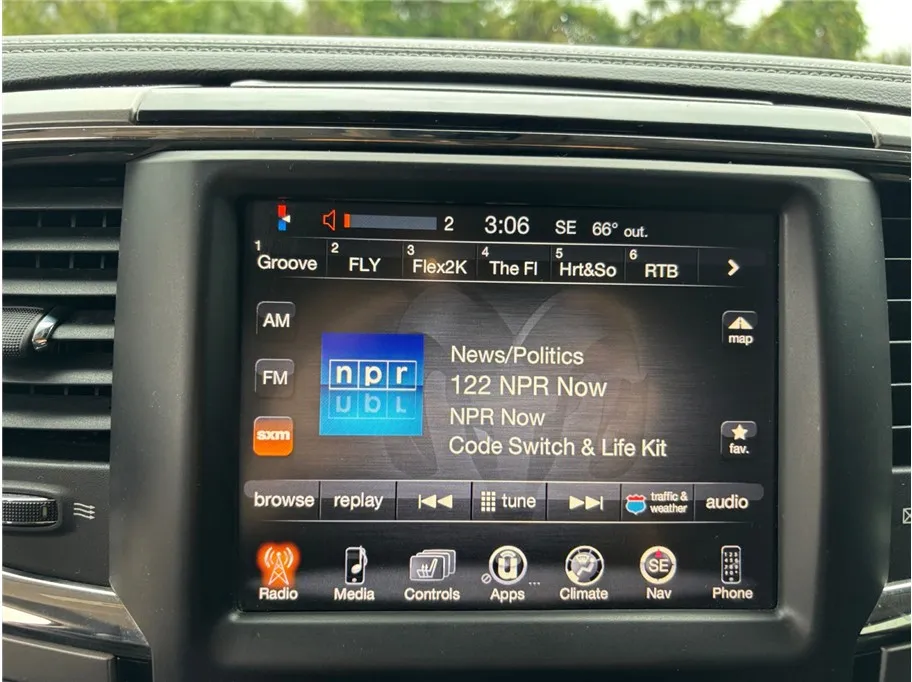 2 3:06 SE 66° out.
1 Groove 2 FLY 3 Flex2K 4 The Fl 5 Hrt&So 6 RTB
AM
map
FM
npr
News/Politics
122 NPR Now
NPR Now
Code Switch & Life Kit
sxm
fav.
browse replay tune traffic & weather audio
SE
Radio Media Controls Apps Climate Nav Phone